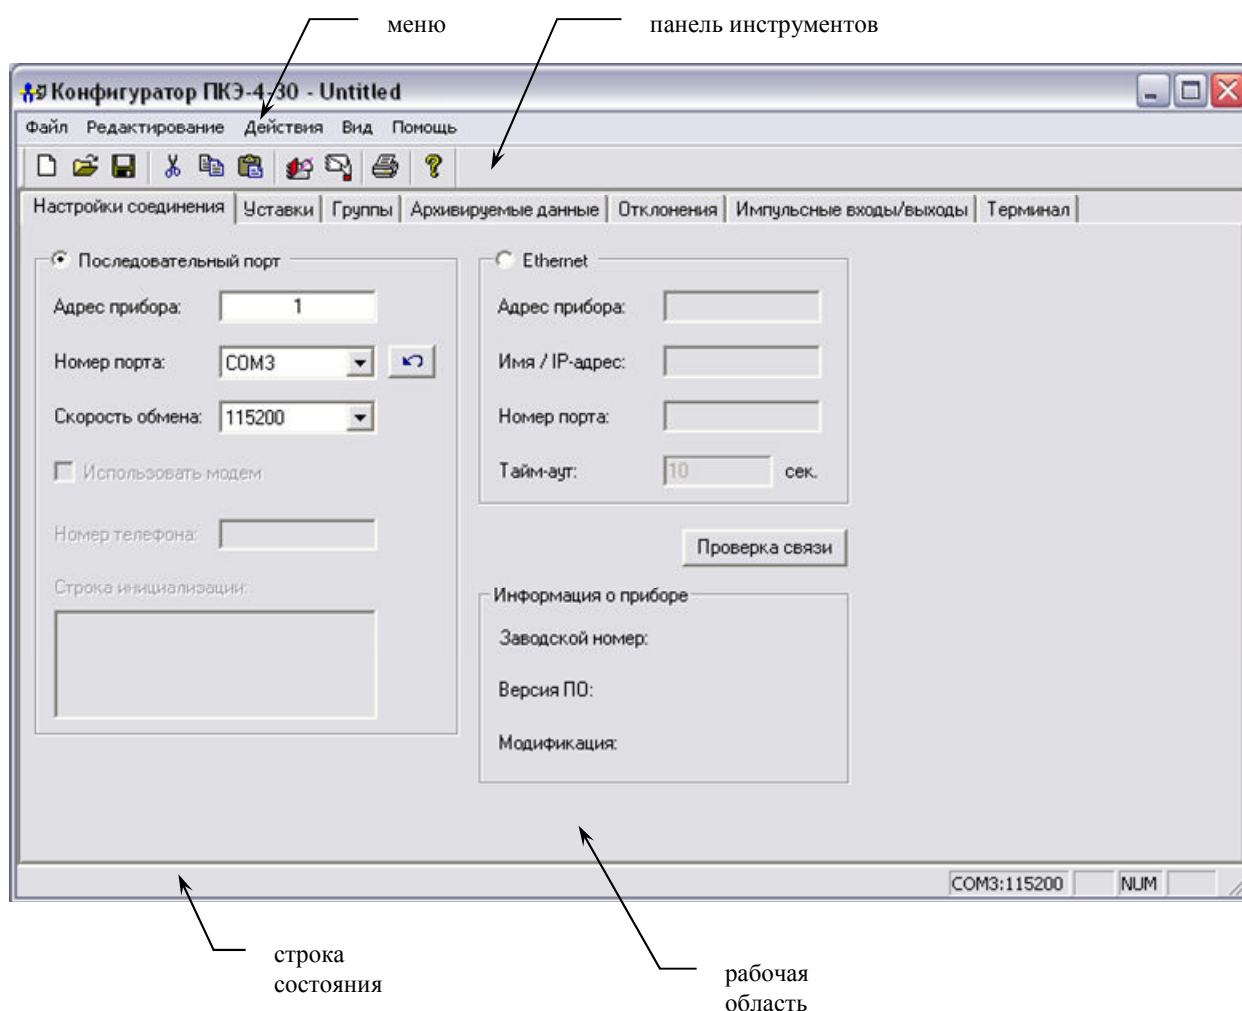 меню
панель инструментов
Конфигуратор ПКЭ-4-30 - Untitled
Файл Редактирование Действия Вид Помощь
Настройки соединения Уставки Группы Архивируемые данные Отклонения Импульсные входы/выходы Терминал
Последовательный порт
Адрес прибора: 1
Номер порта: COM3
Скорость обмена: 115200
Использовать модем
Номер телефона:
Строка инициализации:
Ethernet
Адрес прибора:
Имя / IP-адрес:
Номер порта:
Тайм-аут: 10 сек.
Проверка связи
Информация о приборе
Заводской номер:
Версия ПО:
Модификация:
COM3:115200 NUM
строка
состояния
рабочая
область